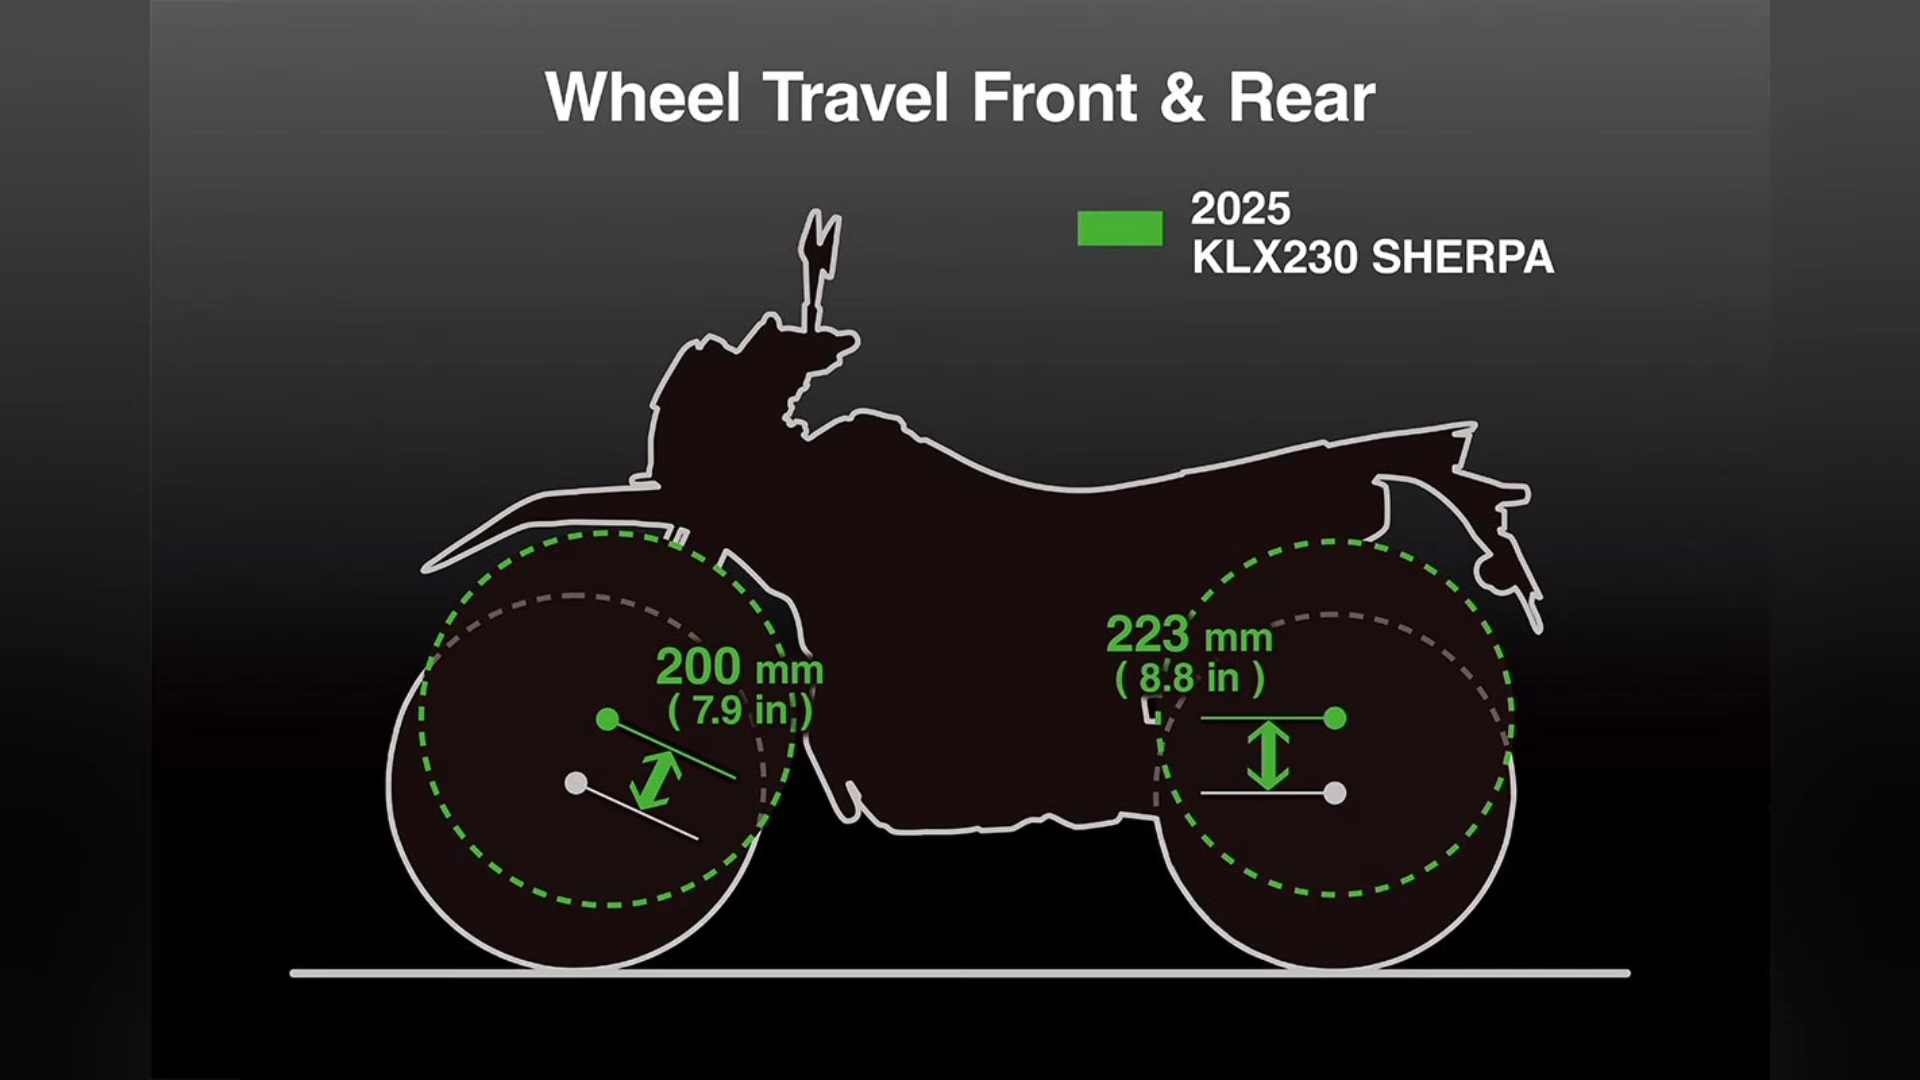 Wheel Travel Front & Rear
2025
KLX230 SHERPA
223 mm
( 8.8 in )
200 mm
( 7.9 in )